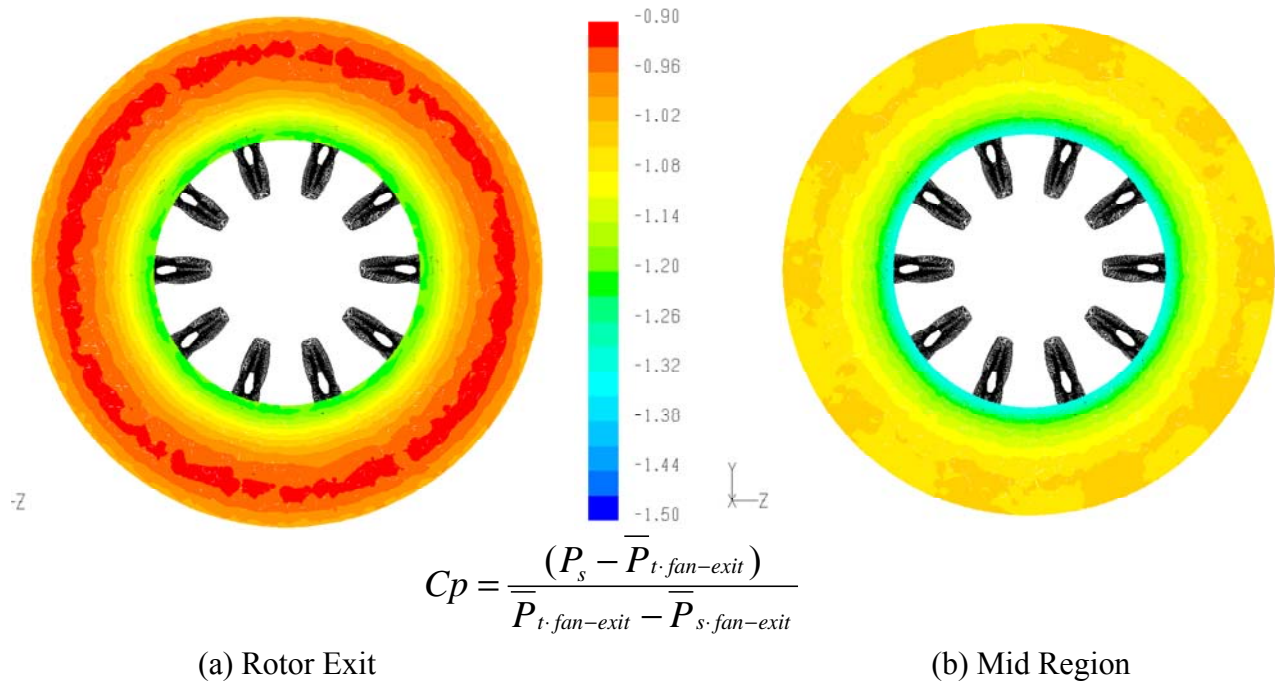 -0.90
-0.96
-1.02
-1.08
-1.14
-1.20
-1.26
-1.32
-1.38
-1.44
-1.50
-Z
Y
X Z
Cp = (P_s − P̅_{t·fan−exit}) / (P̅_{t·fan−exit} − P̅_{s·fan−exit})
(a) Rotor Exit
(b) Mid Region